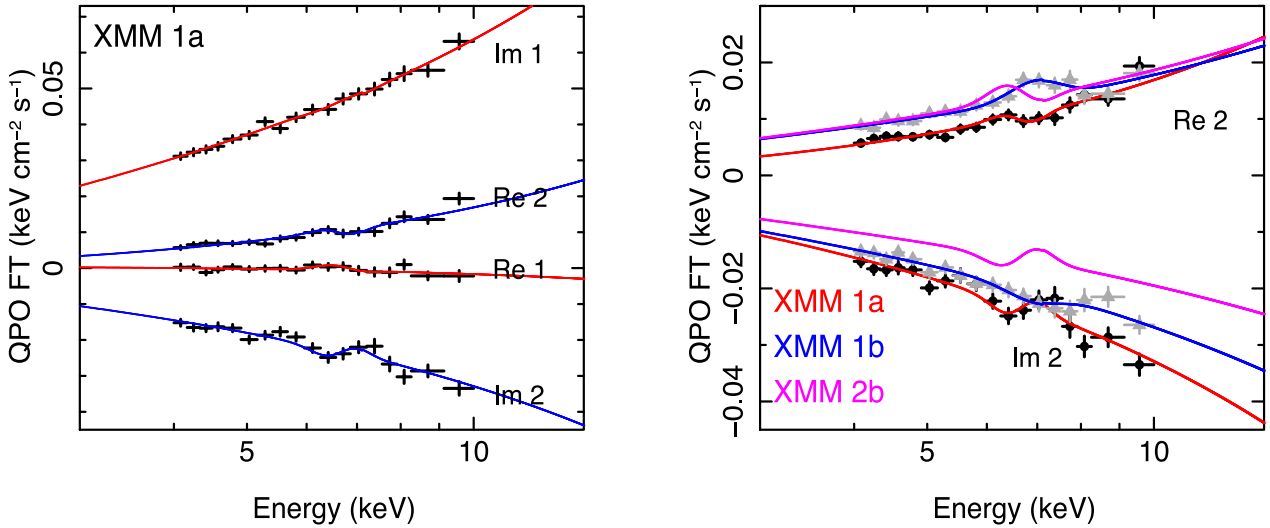 XMM 1a
Im 1
Re 2
Re 1
Im 2
0.05
0
QPO FT (keV cm⁻² s⁻¹)
5
10
Energy (keV)
0.02
0
−0.02
−0.04
QPO FT (keV cm⁻² s⁻¹)
Re 2
XMM 1a
XMM 1b
Im 2
XMM 2b
5
10
Energy (keV)